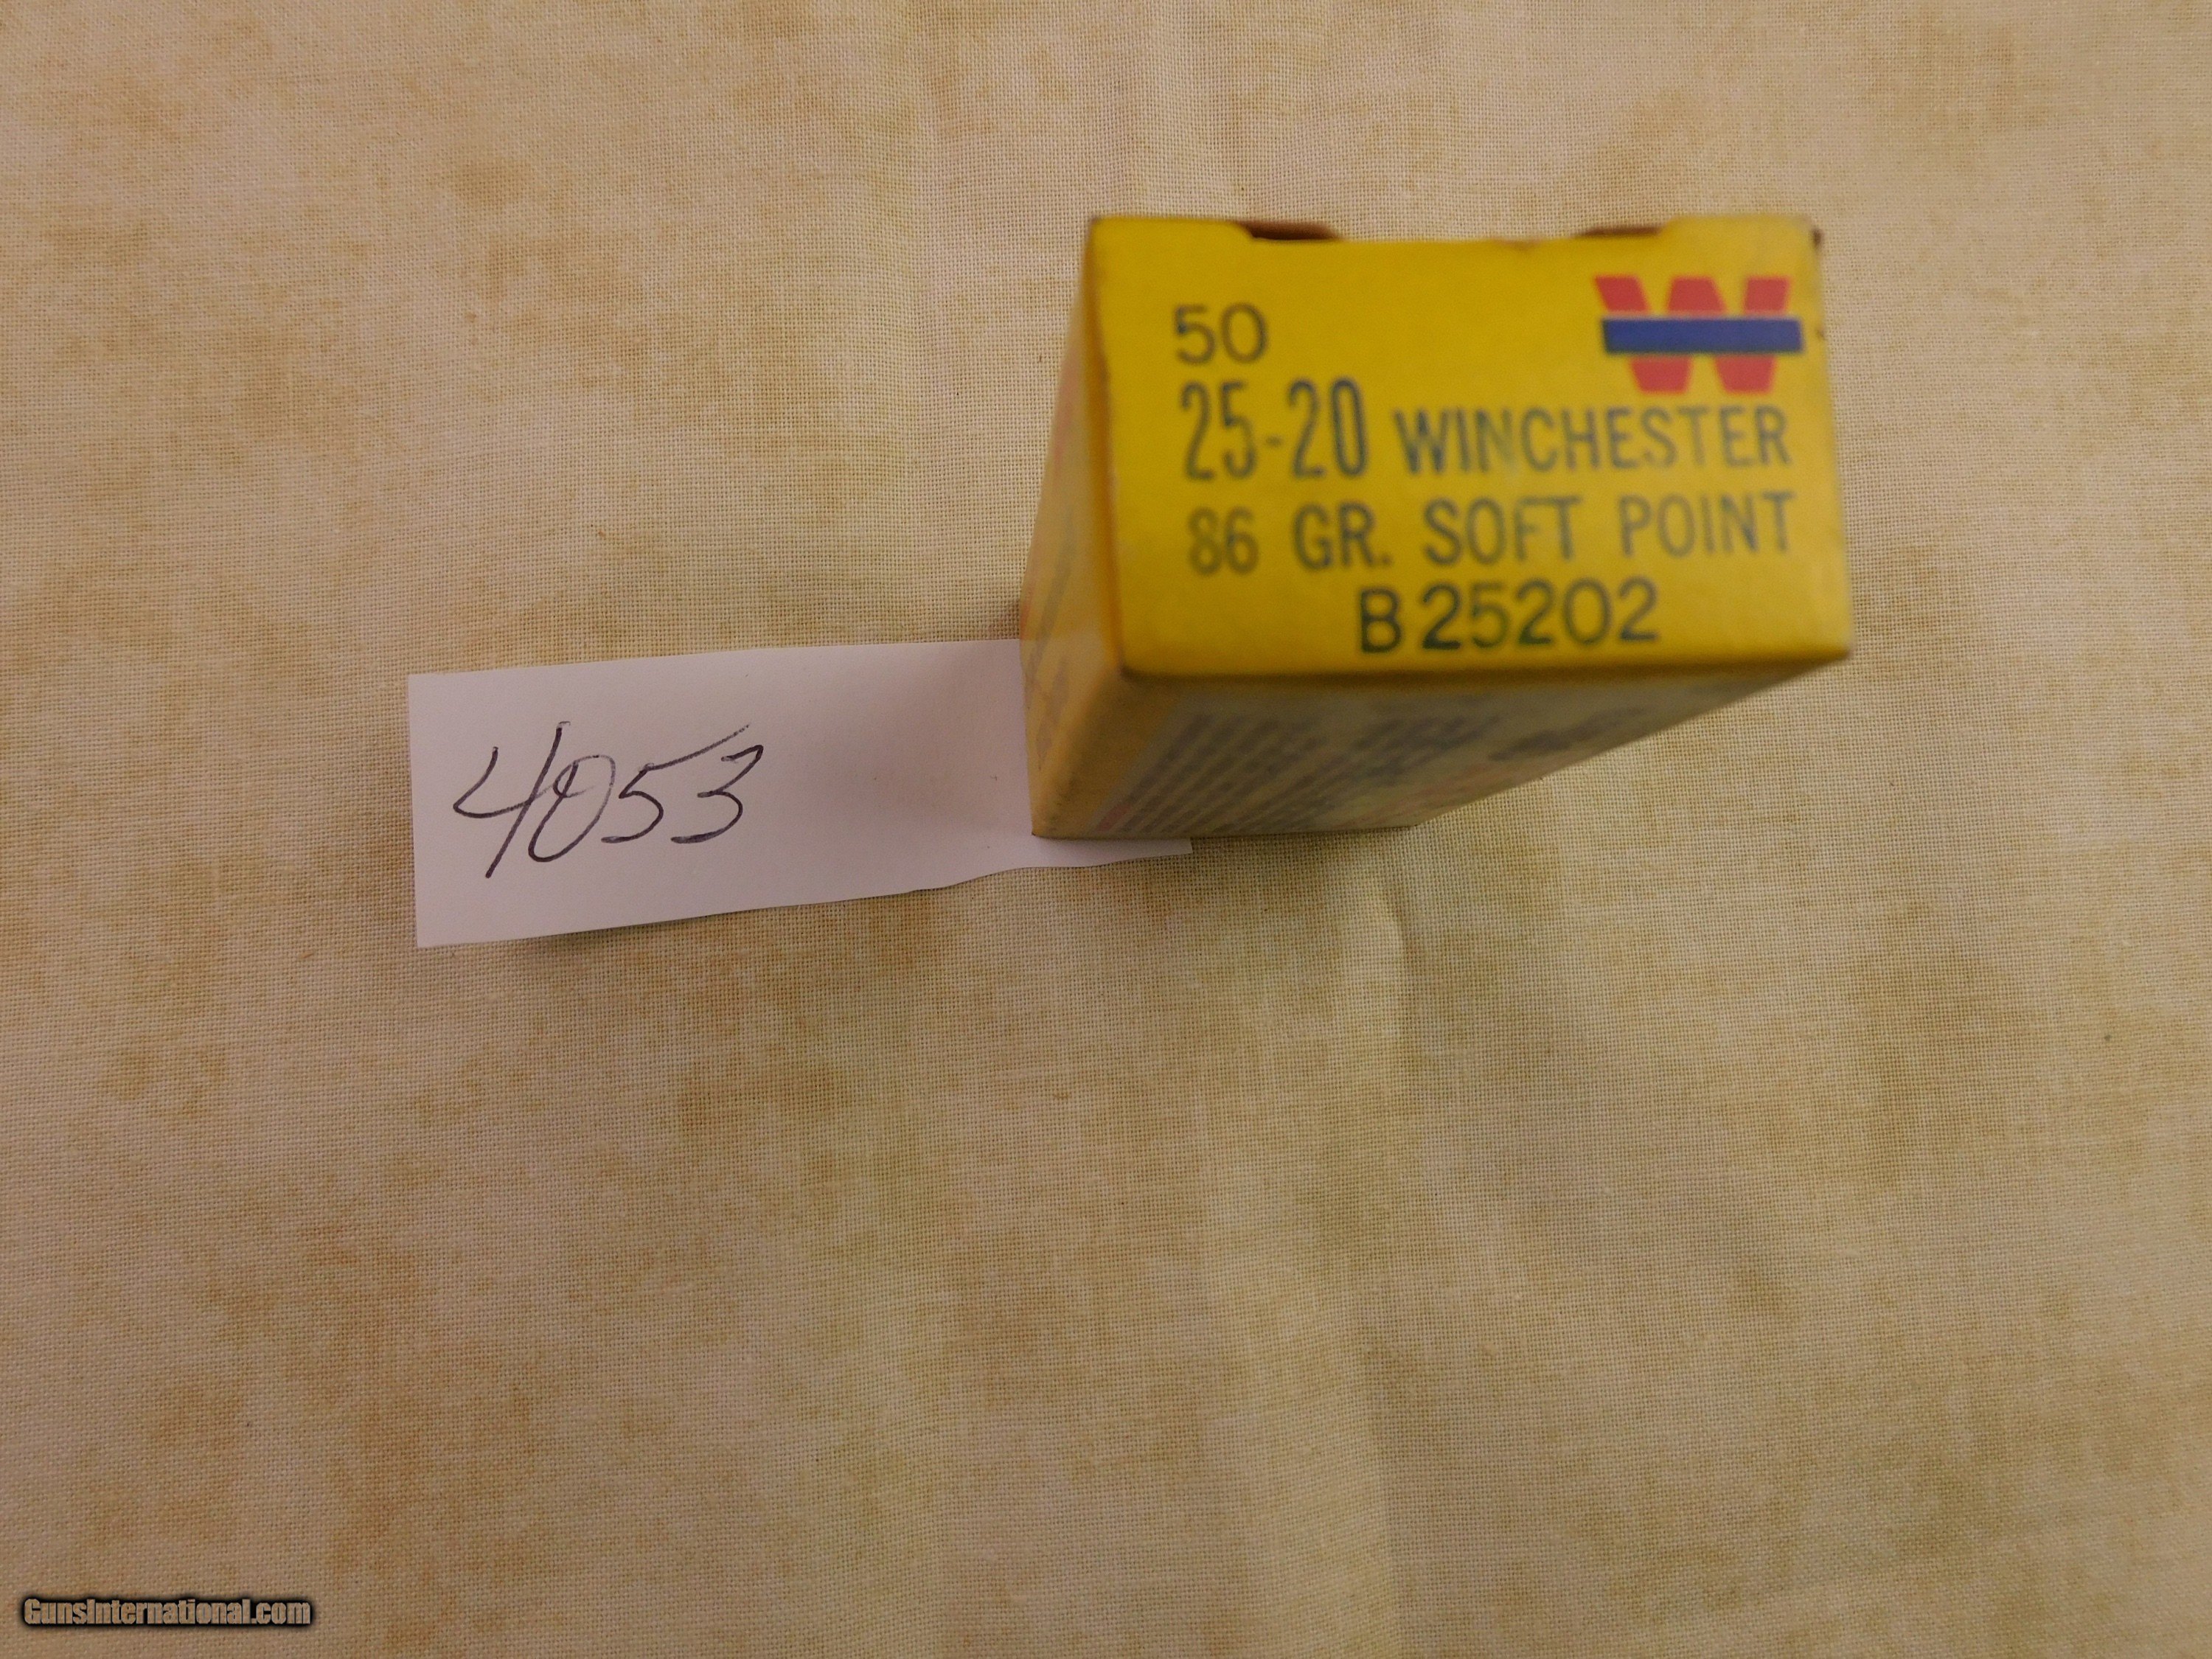 50
W
25-20 WINCHESTER
86 GR. SOFT POINT
B25202
4053
GunsInternational.com